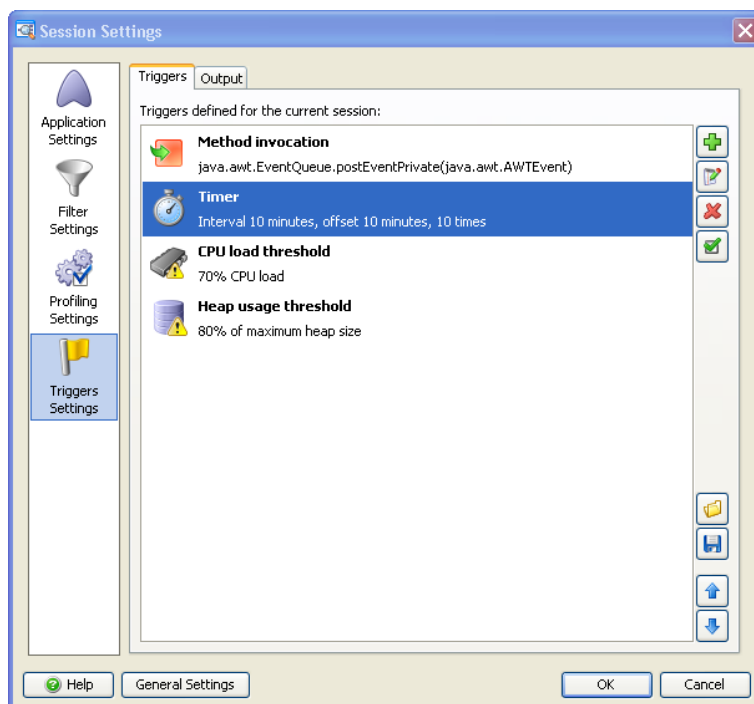 Session Settings
Application
Settings
Filter
Settings
Profiling
Settings
Triggers
Settings
Triggers
Output
Triggers defined for the current session:
Method invocation
java.awt.EventQueue.postEventPrivate(java.awt.AWTEvent)
Timer
Interval 10 minutes, offset 10 minutes, 10 times
CPU load threshold
70% CPU load
Heap usage threshold
80% of maximum heap size
Help
General Settings
OK
Cancel